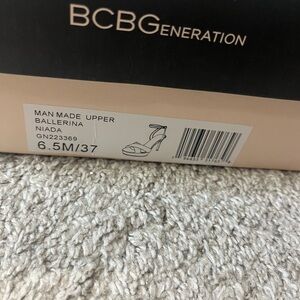 BCBGENERATION
MAN MADE UPPER
BALLERINA
NIADA
GN223369
6.5M/37